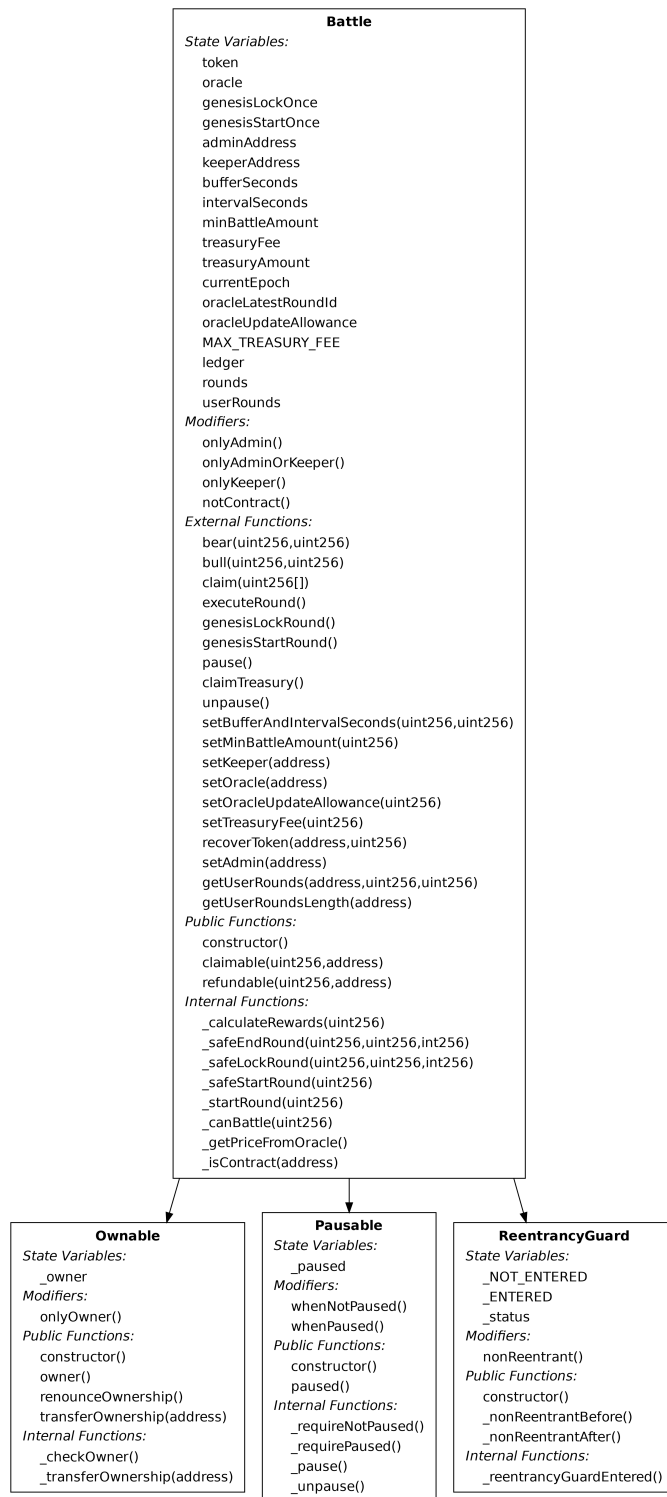 Battle
State Variables:
token
oracle
genesisLockOnce
genesisStartOnce
adminAddress
keeperAddress
bufferSeconds
intervalSeconds
minBattleAmount
treasuryFee
treasuryAmount
currentEpoch
oracleLatestRoundId
oracleUpdateAllowance
MAX_TREASURY_FEE
ledger
rounds
userRounds
Modifiers:
onlyAdmin()
onlyAdminOrKeeper()
onlyKeeper()
notContract()
External Functions:
bear(uint256,uint256)
bull(uint256,uint256)
claim(uint256[])
executeRound()
genesisLockRound()
genesisStartRound()
pause()
claimTreasury()
unpause()
setBufferAndIntervalSeconds(uint256,uint256)
setMinBattleAmount(uint256)
setKeeper(address)
setOracle(address)
setOracleUpdateAllowance(uint256)
setTreasuryFee(uint256)
recoverToken(address,uint256)
setAdmin(address)
getUserRounds(address,uint256,uint256)
getUserRoundsLength(address)
Public Functions:
constructor()
claimable(uint256,address)
refundable(uint256,address)
Internal Functions:
_calculateRewards(uint256)
_safeEndRound(uint256,uint256,int256)
_safeLockRound(uint256,uint256,int256)
_safeStartRound(uint256)
_startRound(uint256)
_canBattle(uint256)
_getPriceFromOracle()
_isContract(address)
Ownable
State Variables:
_owner
Modifiers:
onlyOwner()
Public Functions:
constructor()
owner()
renounceOwnership()
transferOwnership(address)
Internal Functions:
_checkOwner()
_transferOwnership(address)
Pausable
State Variables:
_paused
Modifiers:
whenNotPaused()
whenPaused()
Public Functions:
constructor()
paused()
Internal Functions:
_requireNotPaused()
_requirePaused()
_pause()
_unpause()
ReentrancyGuard
State Variables:
_NOT_ENTERED
_ENTERED
_status
Modifiers:
nonReentrant()
Public Functions:
constructor()
_nonReentrantBefore()
_nonReentrantAfter()
Internal Functions:
_reentrancyGuardEntered()